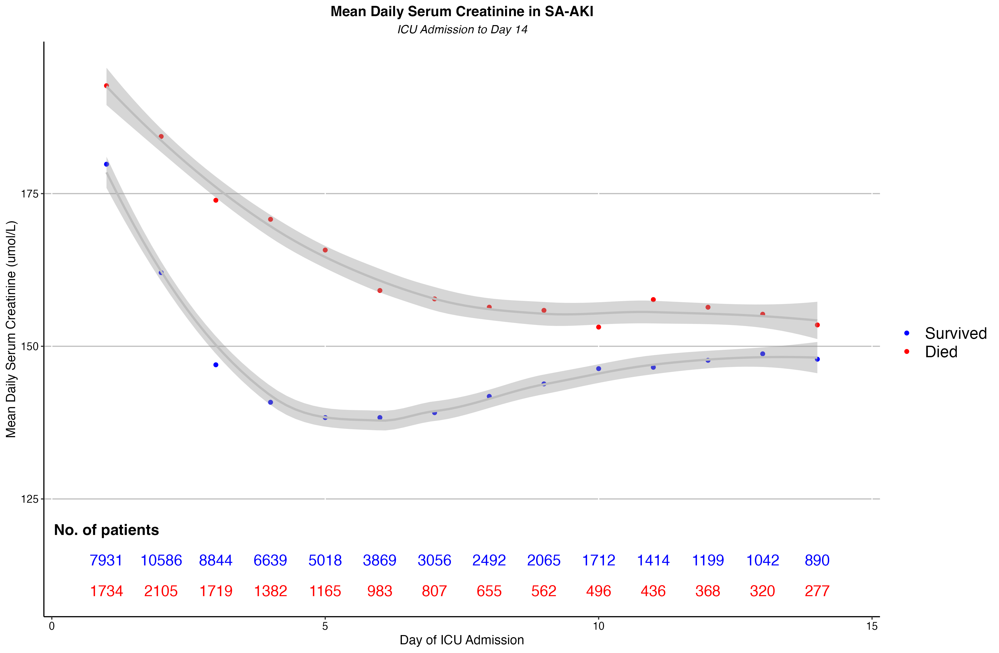 Mean Daily Serum Creatinine in SA-AKI
ICU Admission to Day 14
Mean Daily Serum Creatinine (umol/L)
175
150
125
Survived
Died
No. of patients
7931 10586 8844 6639 5018 3869 3056 2492 2065 1712 1414 1199 1042 890
1734 2105 1719 1382 1165 983 807 655 562 496 436 368 320 277
0 5 10 15
Day of ICU Admission